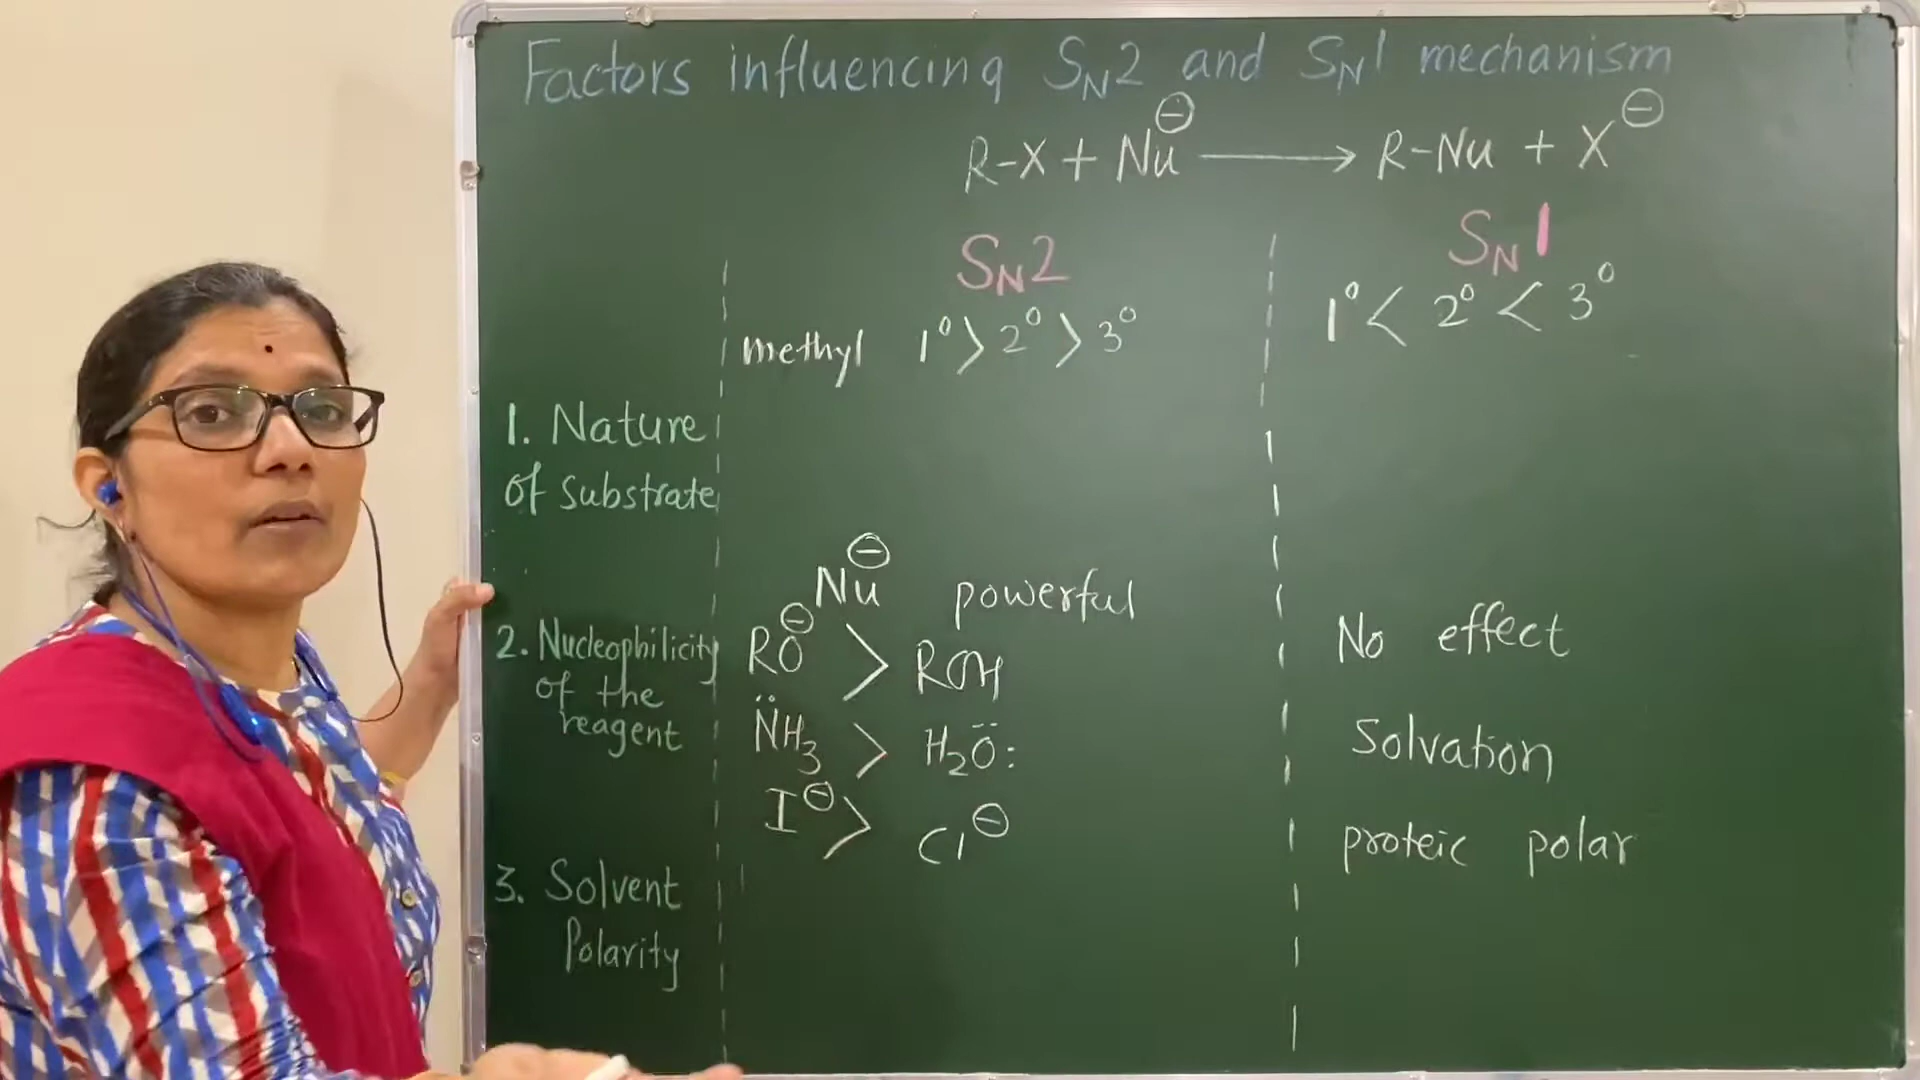 Factors influencing SN2 and SN1 mechanism
R-X + Nu⊖ ⟶ R-Nu + X⊖
SN2
SN1
methyl 1° > 2° > 3°
1° < 2° < 3°
1. Nature
of substrate
Nu⊖ powerful
2. Nucleophilicity
of the
reagent
RO⊖ > ROH
N̈H3 > H2Ö:
I⊖ > Cl⊖
No effect
Solvation
proteic polar
3. Solvent
Polarity